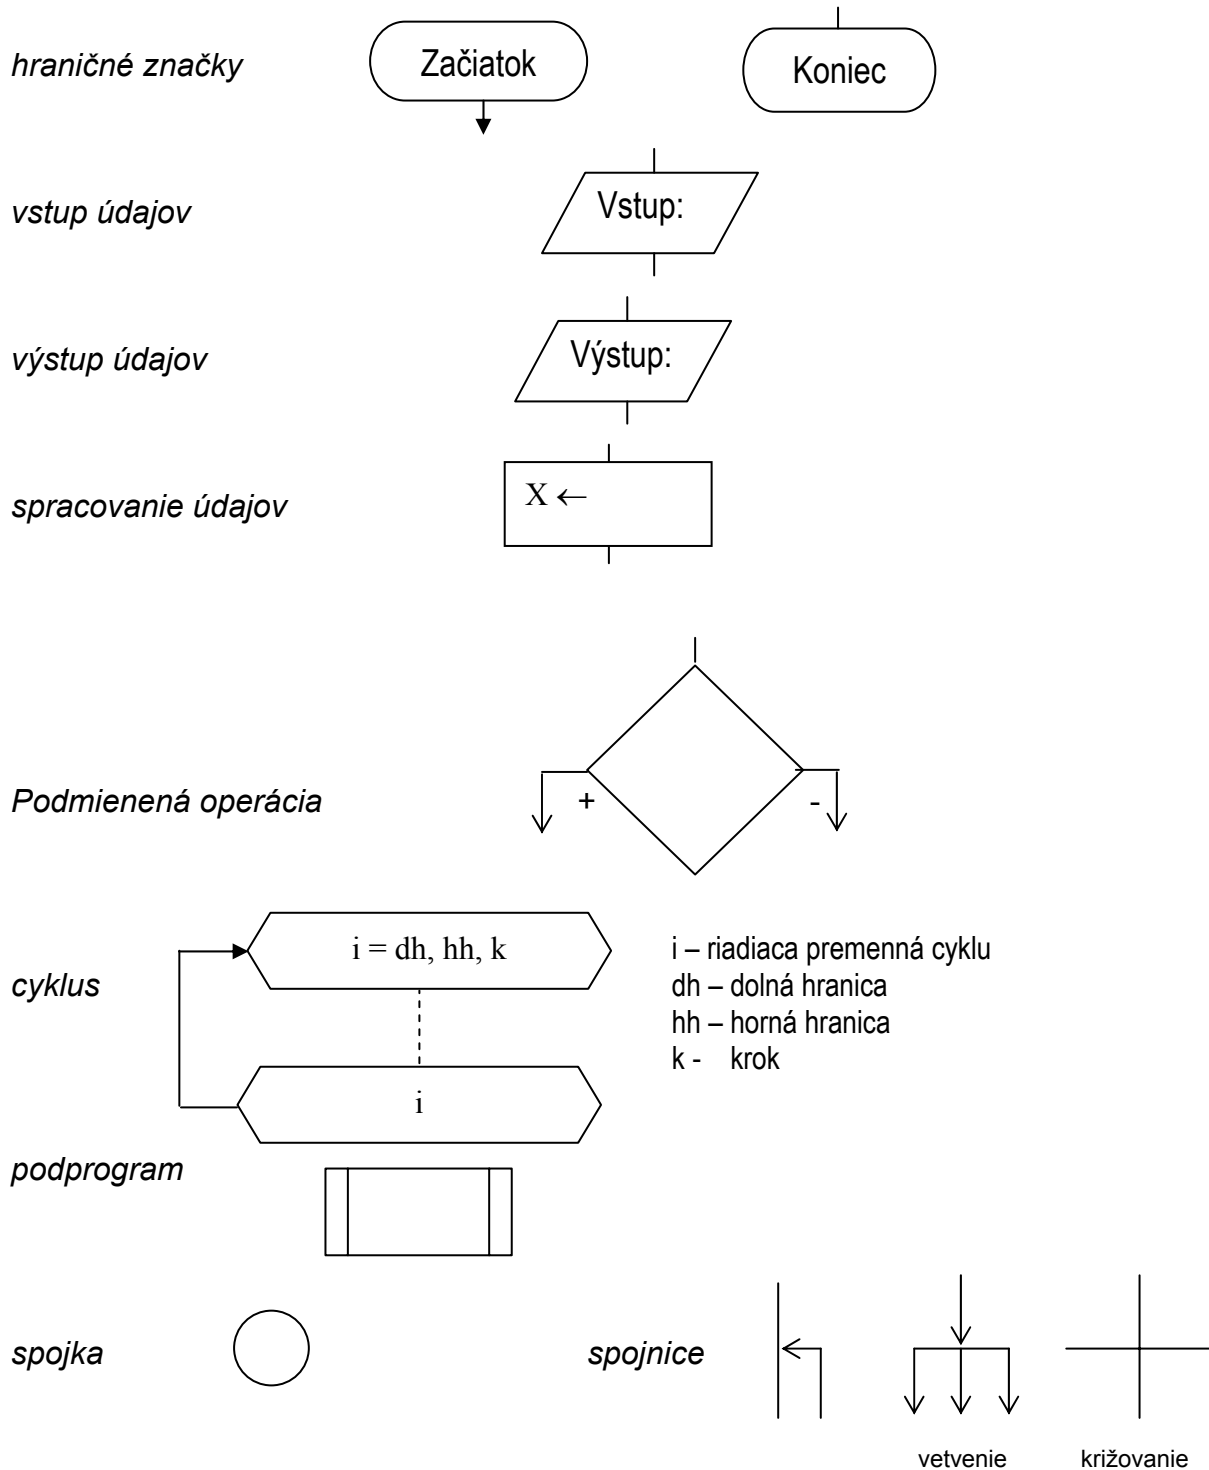 hraničné značky Začiatok Koniec
vstup údajov Vstup:
výstup údajov Výstup:
spracovanie údajov X ←
Podmienená operácia + -
cyklus
i = dh, hh, k
i
i – riadiaca premenná cyklu
dh – dolná hranica
hh – horná hranica
k - krok
podprogram
spojka spojnice
vetvenie križovanie